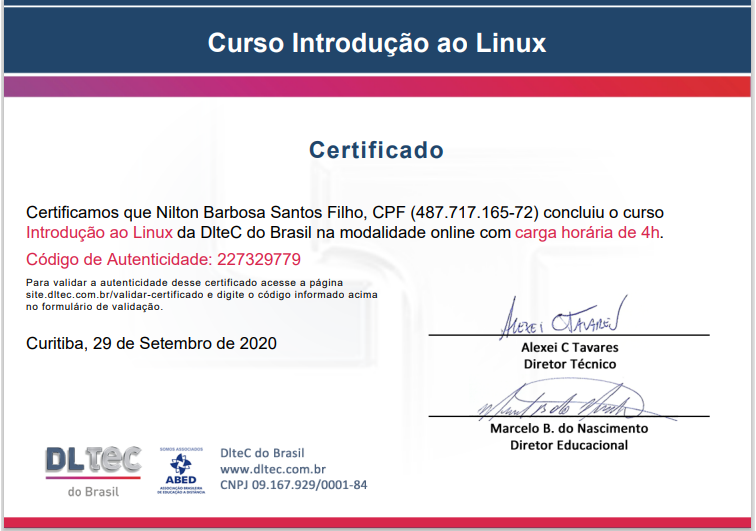 Curso Introdução ao Linux
Certificado
Certificamos que Nilton Barbosa Santos Filho, CPF (487.717.165-72) concluiu o curso
Introdução ao Linux da DlteC do Brasil na modalidade online com carga horária de 4h.
Código de Autenticidade: 227329779
Para validar a autenticidade desse certificado acesse a página
site.dltec.com.br/validar-certificado e digite o código informado acima
no formulário de validação.
Curitiba, 29 de Setembro de 2020
Alexei C Tavares
Alexei C Tavares
Diretor Técnico
Marcelo B. do Nascimento
Diretor Educacional
DLTEC
do Brasil
SOMOS ASSOCIADOS
ABED
ASSOCIAÇÃO BRASILEIRA
DE EDUCAÇÃO A DISTÂNCIA
DlteC do Brasil
www.dltec.com.br
CNPJ 09.167.929/0001-84